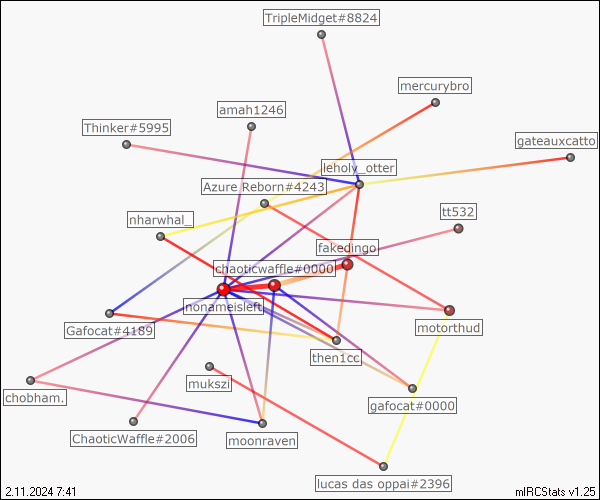 TripleMidget#8824
mercurybro
amah1246
Thinker#5995
gateauxcatto
leholy_otter
Azure Reborn#4243
tt532
nharwhal_
fakedingo
chaoticwaffle#0000
nonameisleft
motorthud
Gafocat#4189
then1cc
mukszi
chobham.
gafocat#0000
ChaoticWaffle#2006
moonraven
lucas das oppai#2396
2.11.2024 7:41
mIRCStats v1.25